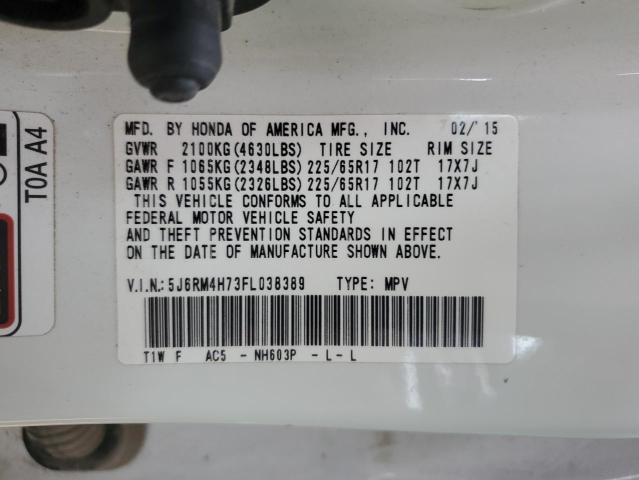 MFD. BY HONDA OF AMERICA MFG., INC. 02/'15
GVWR 2100KG(4630LBS) TIRE SIZE RIM SIZE
GAWR F 1065KG(2348LBS) 225/65R17 102T 17X7J
GAWR R 1055KG(2326LBS) 225/65R17 102T 17X7J
THIS VEHICLE CONFORMS TO ALL APPLICABLE
FEDERAL MOTOR VEHICLE SAFETY
AND THEFT PREVENTION STANDARDS IN EFFECT
ON THE DATE OF MANUFACTURE SHOWN ABOVE.
V.I.N.: 5J6RM4H73FL038389 TYPE: MPV
T1W F AC5 - NH603P - L - L
T0A A4